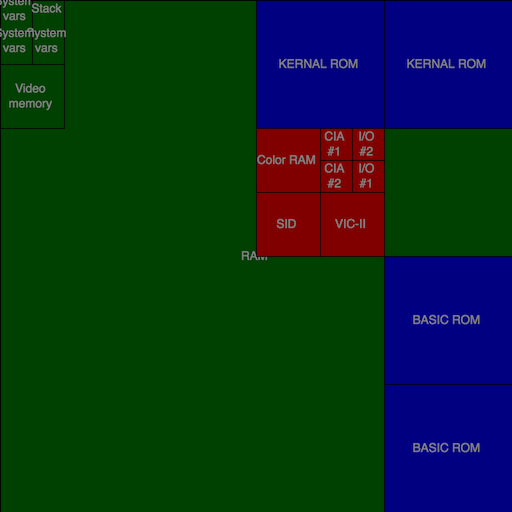 System
vars
Stack
System
vars
System
vars
Video
memory
KERNAL ROM
KERNAL ROM
Color RAM
CIA
#1
I/O
#2
CIA
#2
I/O
#1
SID
VIC-II
RAM
BASIC ROM
BASIC ROM